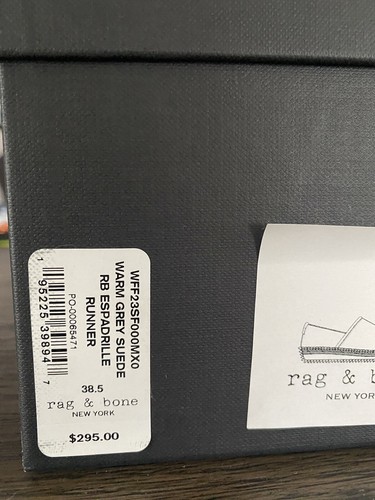 WFF23SF000MX0
WARM GREY SUEDE
RB ESPADRILLE
RUNNER
PO-00065471
1 95225 39894 7
38.5
rag & bone
NEW YORK
$295.00
rag & b
NEW YOR